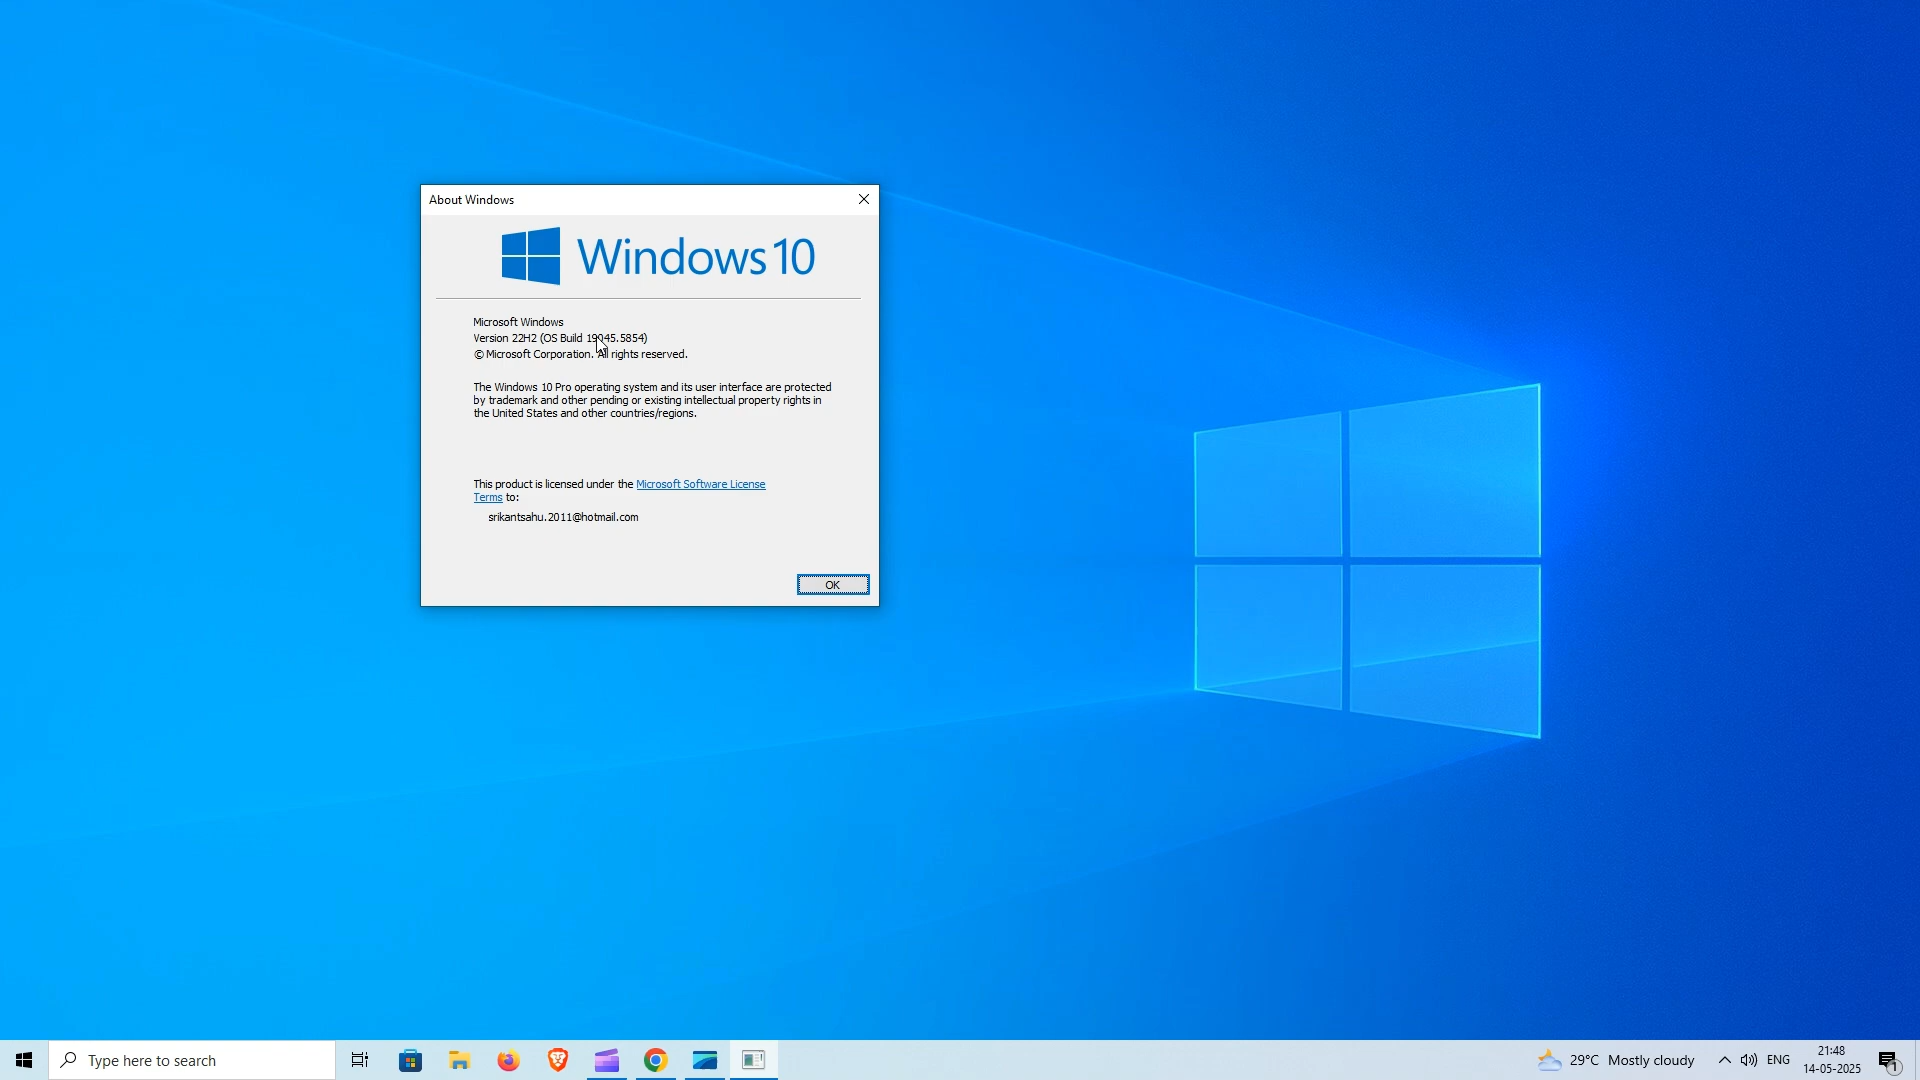 About Windows
Windows 10
Microsoft Windows
Version 22H2 (OS Build 19045.5854)
© Microsoft Corporation. All rights reserved.
The Windows 10 Pro operating system and its user interface are protected
by trademark and other pending or existing intellectual property rights in
the United States and other countries/regions.
This product is licensed under the Microsoft Software License
Terms to:
srikantsahu.2011@hotmail.com
OK
Type here to search
29°C Mostly cloudy
ENG
21:48
14-05-2025
1